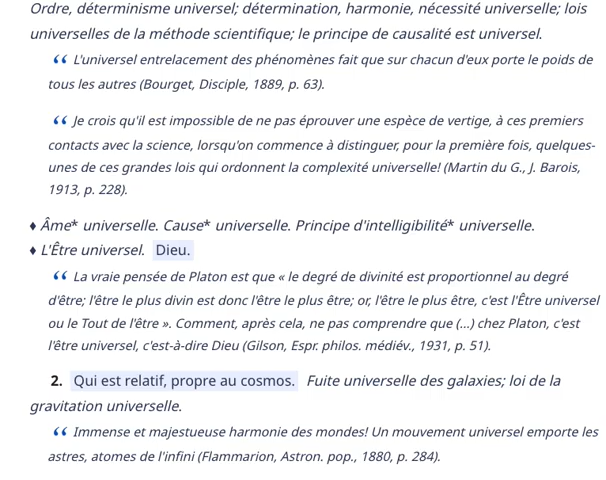 Ordre, déterminisme universel; détermination, harmonie, nécessité universelle; lois
universelles de la méthode scientifique; le principe de causalité est universel.
“ L'universel entrelacement des phénomènes fait que sur chacun d'eux porte le poids de
tous les autres (Bourget, Disciple, 1889, p. 63).
“ Je crois qu'il est impossible de ne pas éprouver une espèce de vertige, à ces premiers
contacts avec la science, lorsqu'on commence à distinguer, pour la première fois, quelques-
unes de ces grandes lois qui ordonnent la complexité universelle! (Martin du G., J. Barois,
1913, p. 228).
♦ Âme* universelle. Cause* universelle. Principe d'intelligibilité* universelle.
♦ L'Être universel. Dieu.
“ La vraie pensée de Platon est que « le degré de divinité est proportionnel au degré
d'être; l'être le plus divin est donc l'être le plus être; or, l'être le plus être, c'est l'Être universel
ou le Tout de l'être ». Comment, après cela, ne pas comprendre que (...) chez Platon, c'est
l'être universel, c'est-à-dire Dieu (Gilson, Espr. philos. médiév., 1931, p. 51).
2. Qui est relatif, propre au cosmos. Fuite universelle des galaxies; loi de la
gravitation universelle.
“ Immense et majestueuse harmonie des mondes! Un mouvement universel emporte les
astres, atomes de l'infini (Flammarion, Astron. pop., 1880, p. 284).